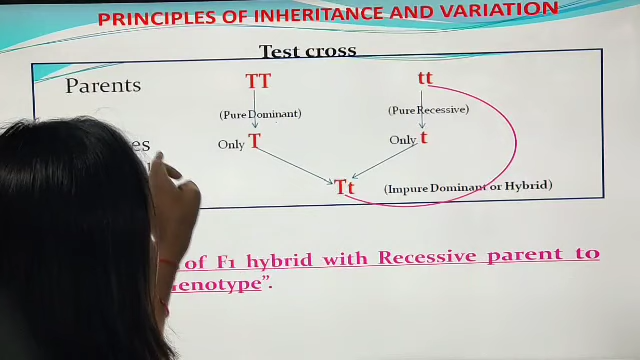 PRINCIPLES OF INHERITANCE AND VARIATION
Test cross
Parents TT tt
(Pure Dominant) (Pure Recessive)
Only T Only t
Tt (Impure Dominant or Hybrid)
of F1 hybrid with Recessive parent to
".